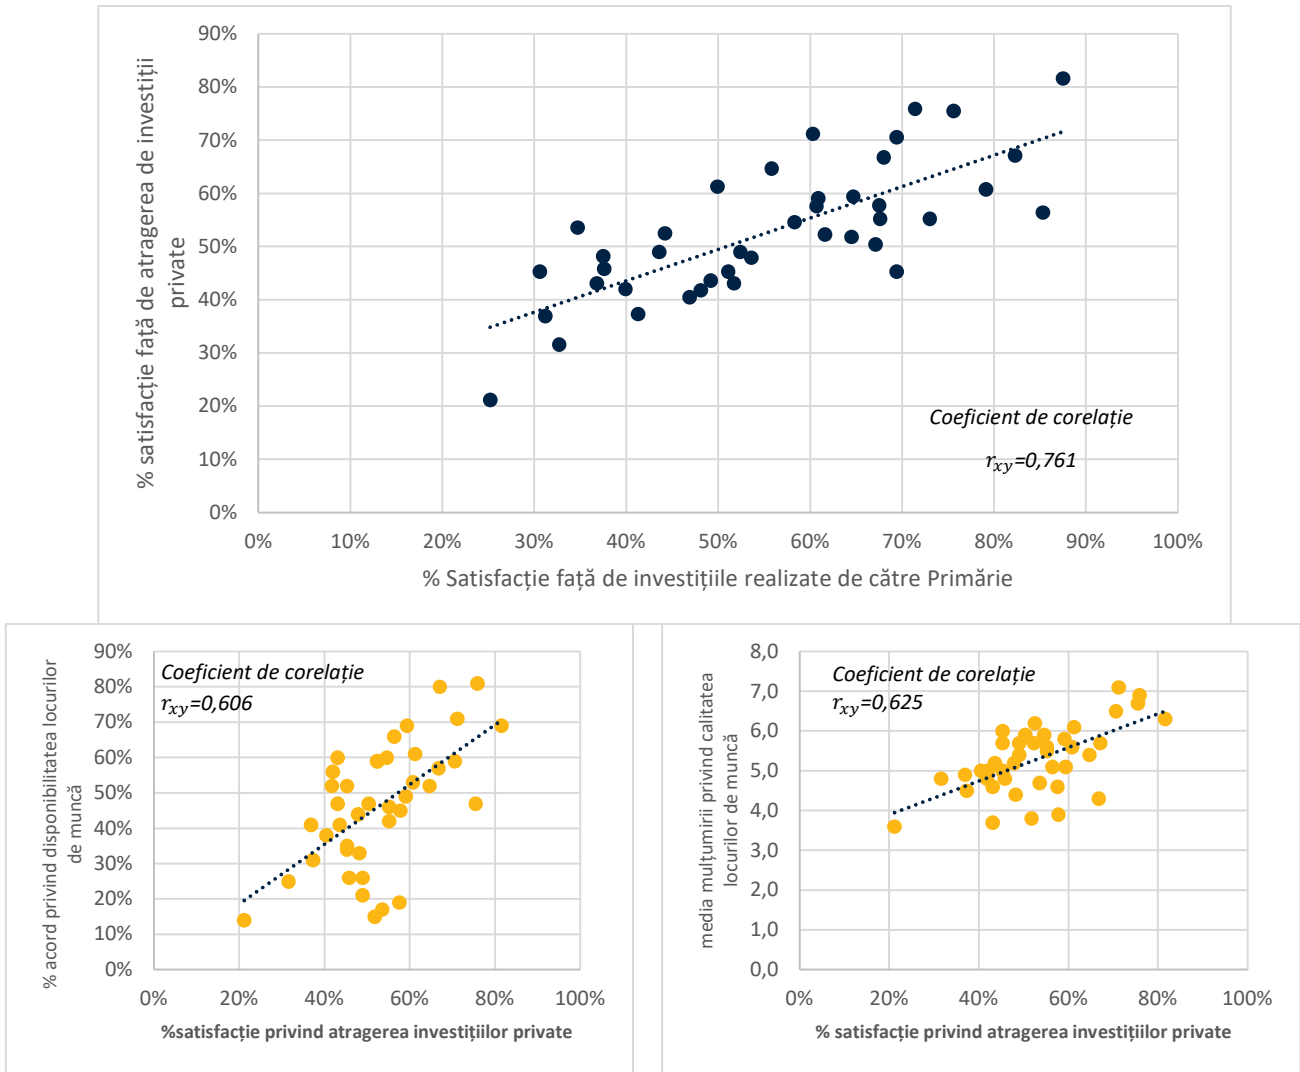 % satisfacție față de atragerea de investiții
private
90%
80%
70%
60%
50%
40%
30%
20%
10%
0%
Coeficient de corelație
rxy=0,761
0% 10% 20% 30% 40% 50% 60% 70% 80% 90% 100%
% Satisfacție față de investițiile realizate de către Primărie
% acord privind disponibilitatea locurilor
de muncă
90%
80%
70%
60%
50%
40%
30%
20%
10%
0%
Coeficient de corelație
rxy=0,606
0% 20% 40% 60% 80% 100%
%satisfacție privind atragerea investițiilor private
media mulțumirii privind calitatea
locurilor de muncă
8,0
7,0
6,0
5,0
4,0
3,0
2,0
1,0
0,0
Coeficient de corelație
rxy=0,625
0% 20% 40% 60% 80% 100%
% satisfacție privind atragerea investițiilor private